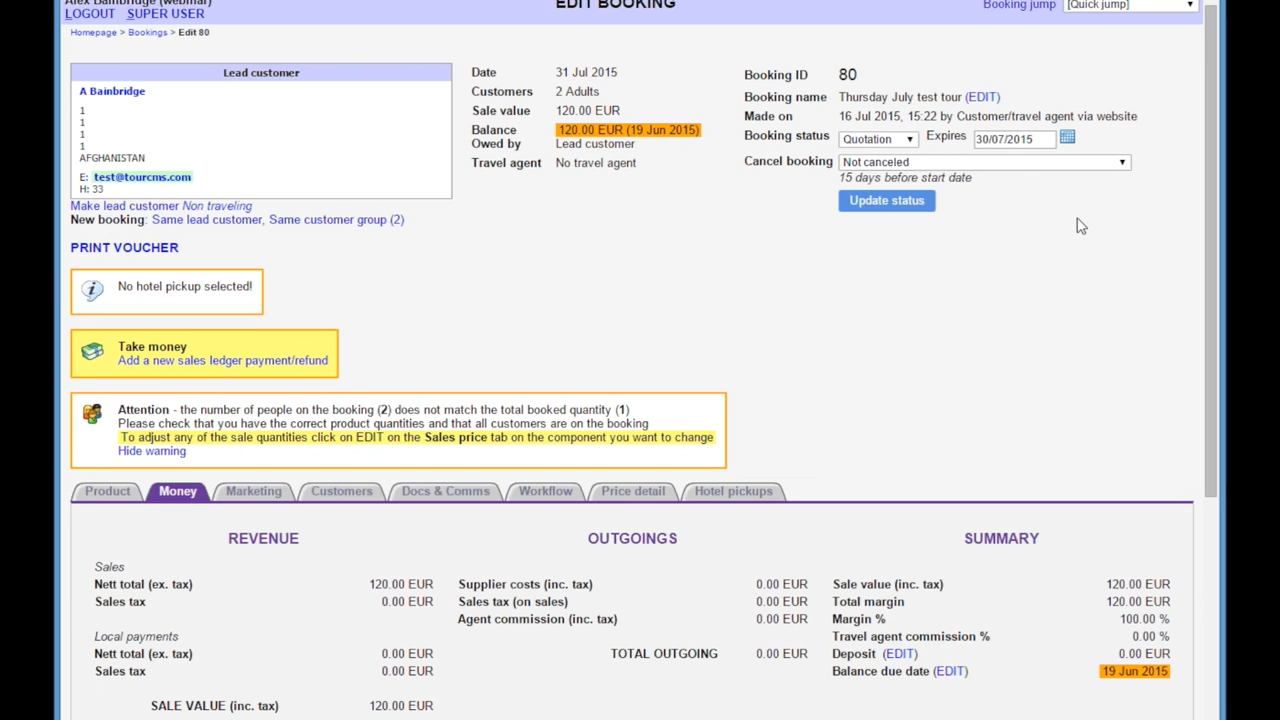 Alex Bainbridge (webmar)
EDIT BOOKING
Booking jump [Quick jump]
LOGOUT SUPER USER
Homepage > Bookings > Edit 80
Lead customer
A Bainbridge
1
1
1
1
AFGHANISTAN
E: test@tourcms.com
H: 33
Make lead customer Non traveling
New booking: Same lead customer, Same customer group (2)
Date 31 Jul 2015
Customers 2 Adults
Sale value 120.00 EUR
Balance 120.00 EUR (19 Jun 2015)
Owed by Lead customer
Travel agent No travel agent
Booking ID 80
Booking name Thursday July test tour (EDIT)
Made on 16 Jul 2015, 15:22 by Customer/travel agent via website
Booking status Quotation Expires 30/07/2015
Cancel booking Not canceled
15 days before start date
Update status
PRINT VOUCHER
No hotel pickup selected!
Take money
Add a new sales ledger payment/refund
Attention - the number of people on the booking (2) does not match the total booked quantity (1)
Please check that you have the correct product quantities and that all customers are on the booking
To adjust any of the sale quantities click on EDIT on the Sales price tab on the component you want to change
Hide warning
Product Money Marketing Customers Docs & Comms Workflow Price detail Hotel pickups
REVENUE
Sales
Nett total (ex. tax) 120.00 EUR
Sales tax 0.00 EUR
Local payments
Nett total (ex. tax) 0.00 EUR
Sales tax 0.00 EUR
SALE VALUE (inc. tax) 120.00 EUR
OUTGOINGS
Supplier costs (inc. tax) 0.00 EUR
Sales tax (on sales) 0.00 EUR
Agent commission (inc. tax) 0.00 EUR
TOTAL OUTGOING 0.00 EUR
SUMMARY
Sale value (inc. tax) 120.00 EUR
Total margin 120.00 EUR
Margin % 100.00 %
Travel agent commission % 0.00 %
Deposit (EDIT) 0.00 EUR
Balance due date (EDIT) 19 Jun 2015